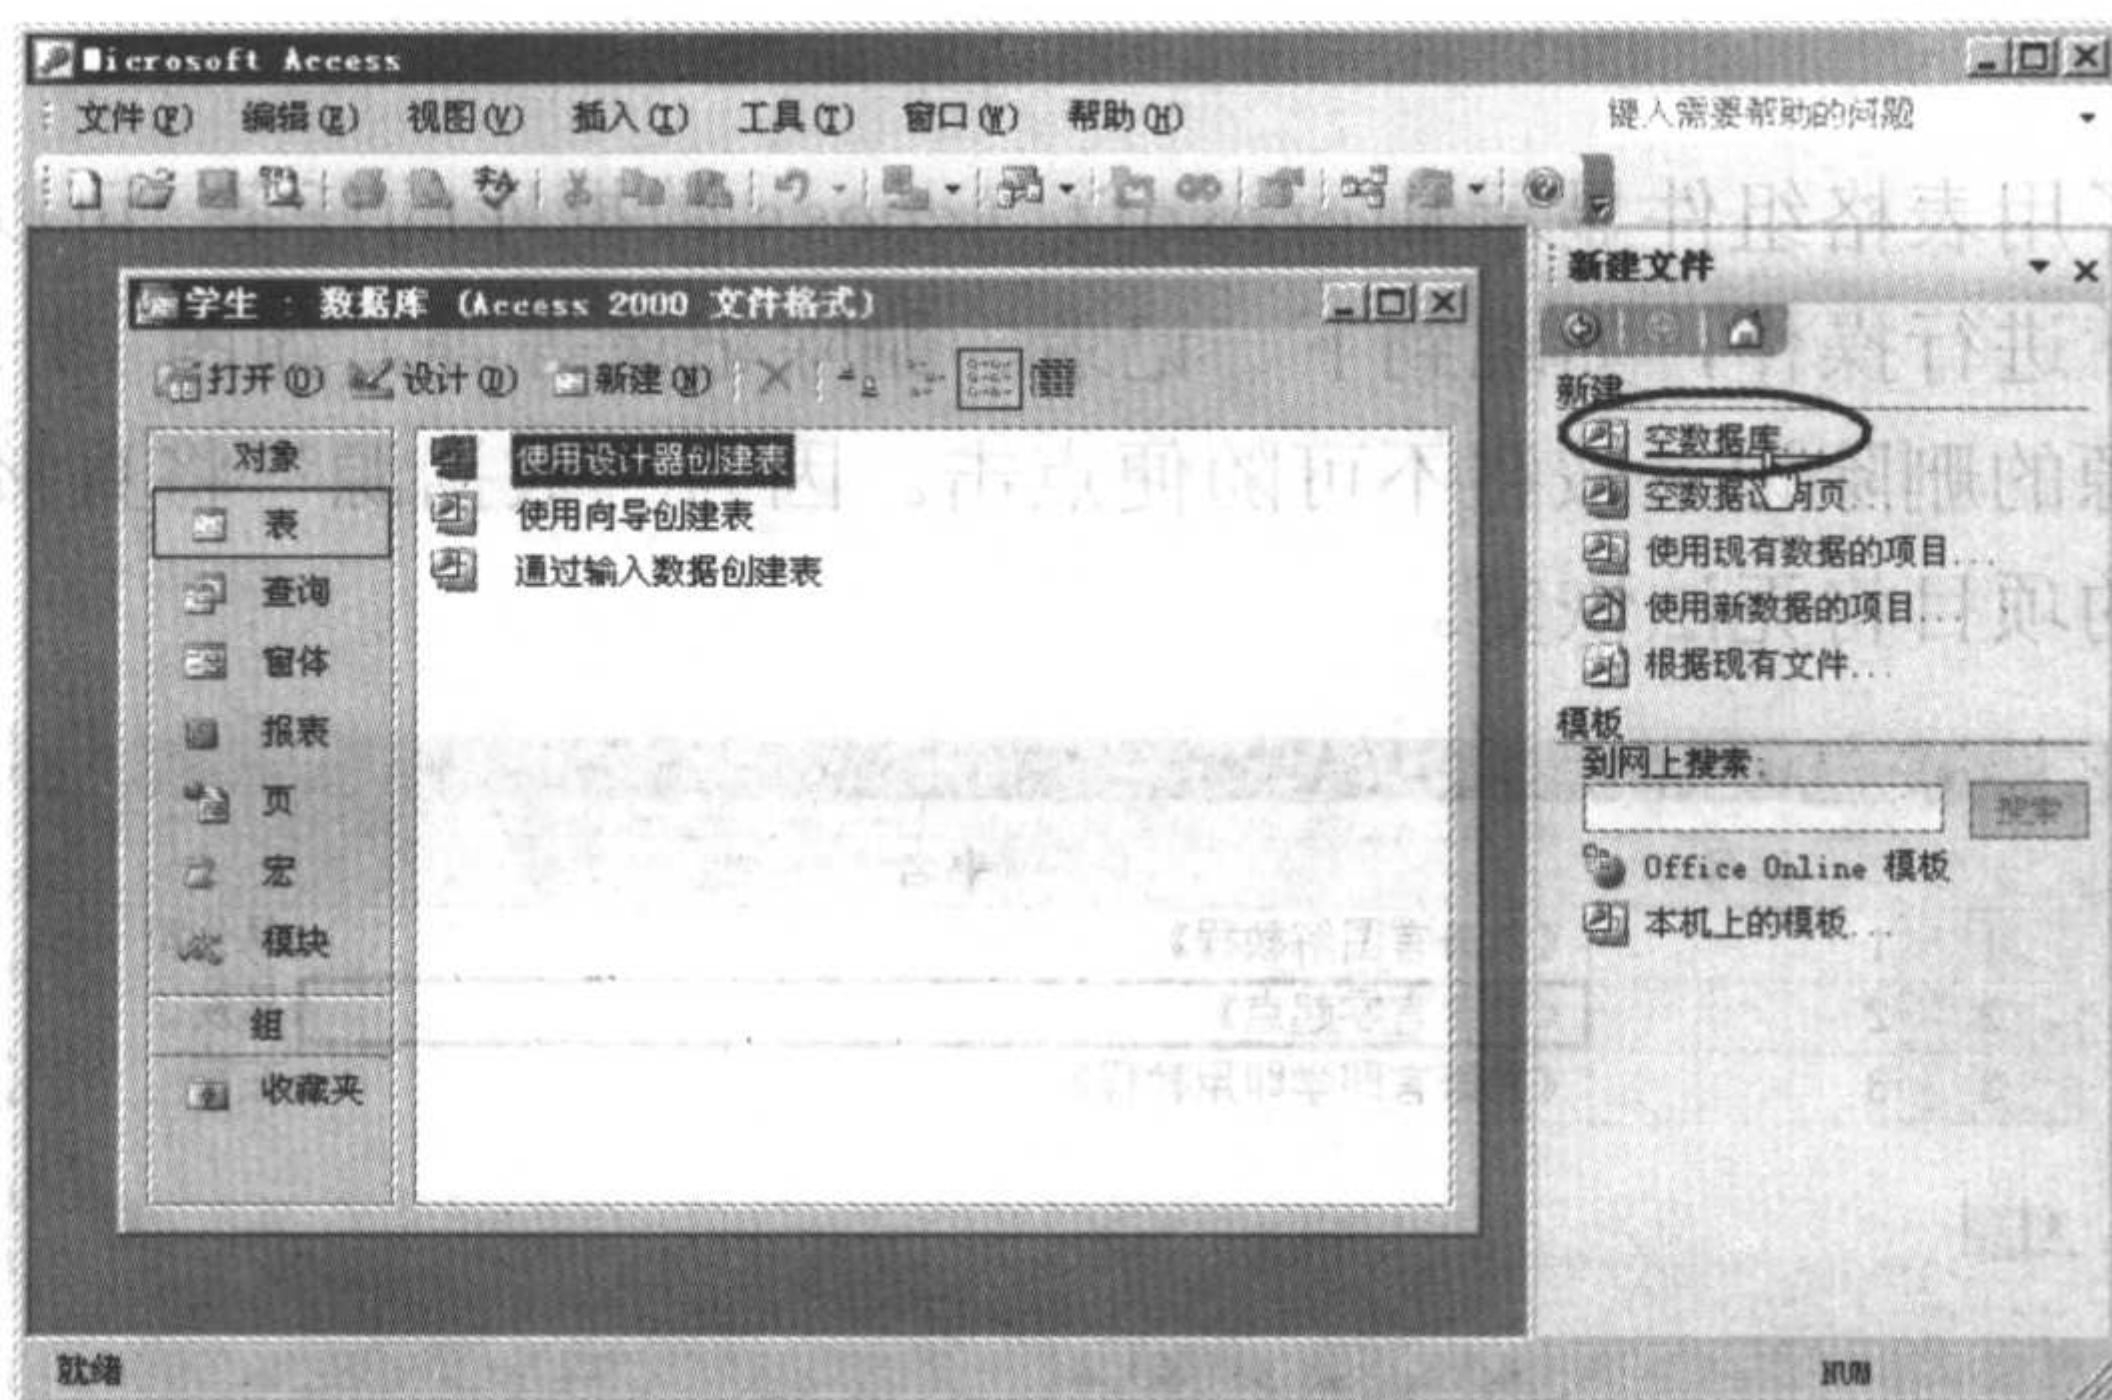 Microsoft Access
文件(F) 编辑(E) 视图(V) 插入(I) 工具(T) 窗口(W) 帮助(H) 键入需要帮助的问题
学生 : 数据库 (Access 2000 文件格式)
打开(O) 设计(D) 新建(N)
对象
表
查询
窗体
报表
页
宏
模块
组
收藏夹
使用设计器创建表
使用向导创建表
通过输入数据创建表
新建文件
新建
空数据库...
空数据访问页...
使用现有数据的项目...
使用新数据的项目...
根据现有文件...
模板
到网上搜索:
搜索
Office Online 模板
本机上的模板...
就绪 NUM